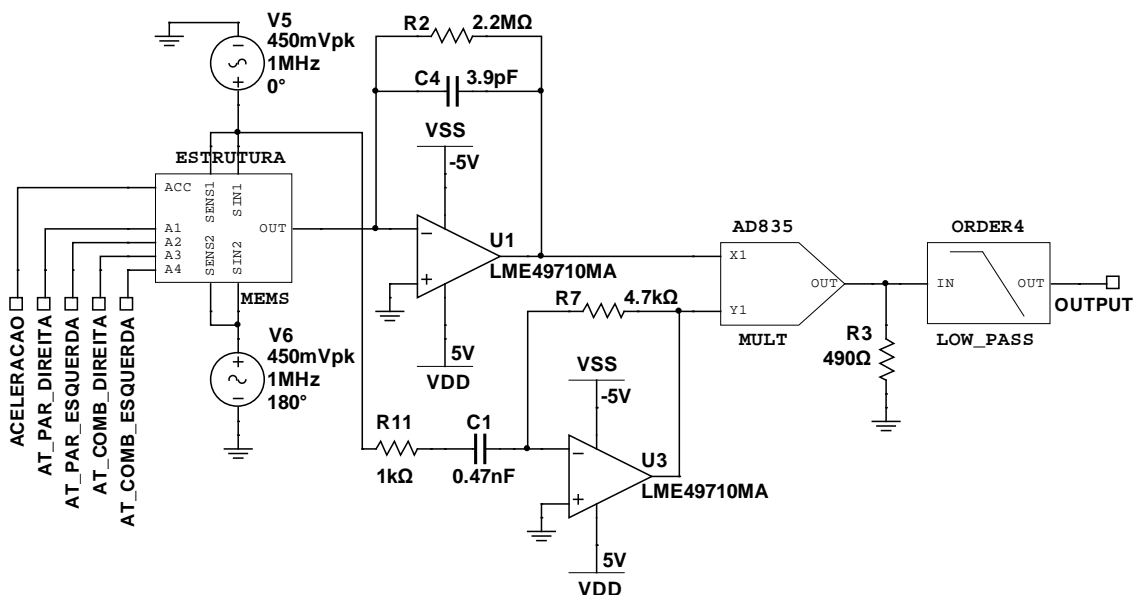 V5
450mVpk
1MHz
0°
R2
2.2MΩ
C4
3.9pF
VSS
-5V
ESTRUTURA
ACC
A1
A2
A3
A4
SENS1
SENS2
SIN1
SIN2
OUT
MEMS
U1
LME49710MA
5V
VDD
V6
450mVpk
1MHz
180°
ACELERACAO
AT_PAR_DIREITA
AT_PAR_ESQUERDA
AT_COMB_DIREITA
AT_COMB_ESQUERDA
R11
1kΩ
C1
0.47nF
R7
4.7kΩ
VSS
-5V
U3
LME49710MA
5V
VDD
AD835
X1
Y1
OUT
MULT
R3
490Ω
ORDER4
IN
OUT
LOW_PASS
OUTPUT